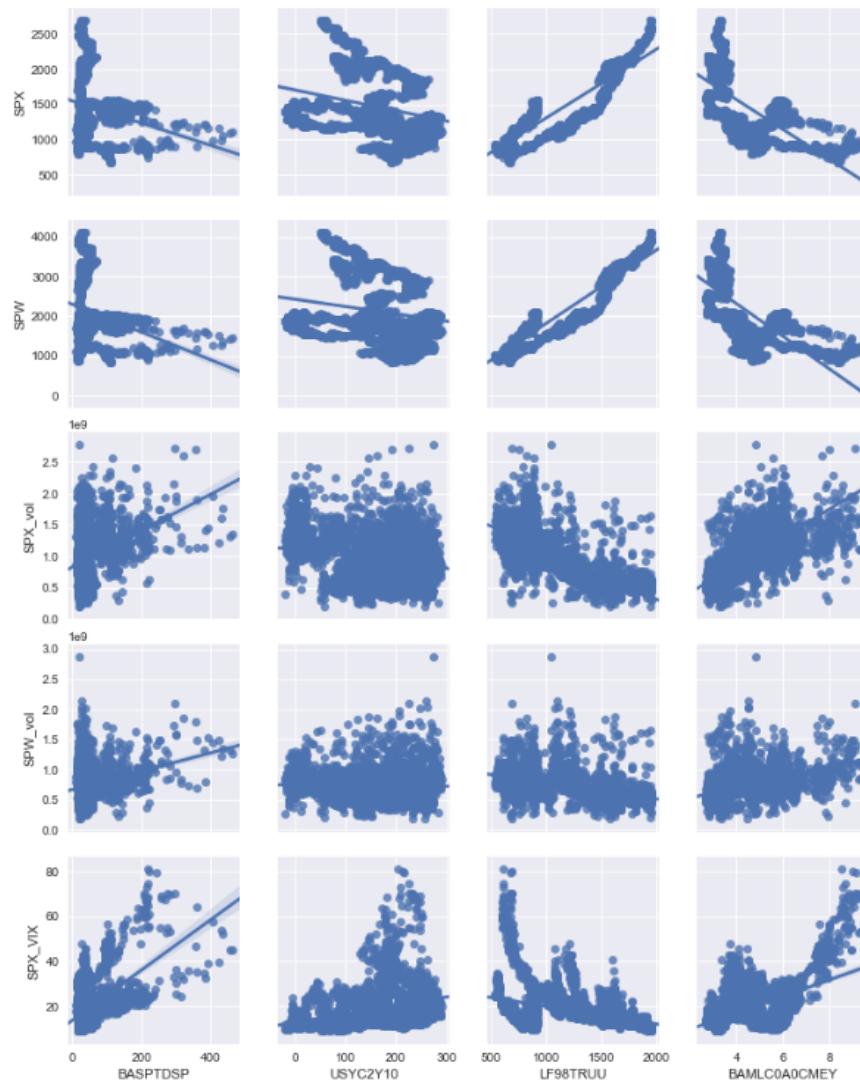 2500
2000
1500
1000
500
SPX
4000
3000
2000
1000
0
SPW
1e9
2.5
2.0
1.5
1.0
0.5
0.0
SPX_vol
1e9
3.0
2.5
2.0
1.5
1.0
0.5
0.0
SPW_vol
80
60
40
20
SPX_VIX
0 200 400
0 100 200 300
500 1000 1500 2000
4 6 8
BASPTDSP USYC2Y10 LF98TRUU BAMLC0A0CMEY